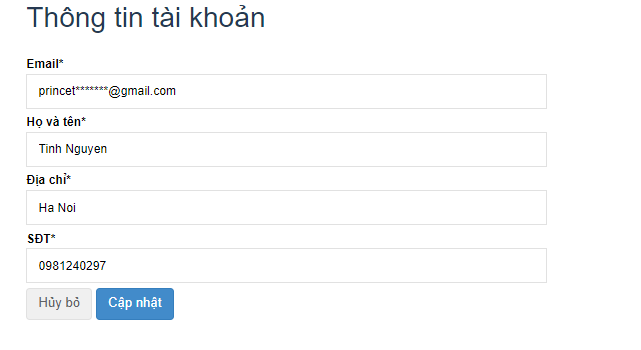 Thông tin tài khoản
Email*
princet*******@gmail.com
Họ và tên*
Tinh Nguyen
Địa chỉ*
Ha Noi
SĐT*
0981240297
Hủy bỏ Cập nhật